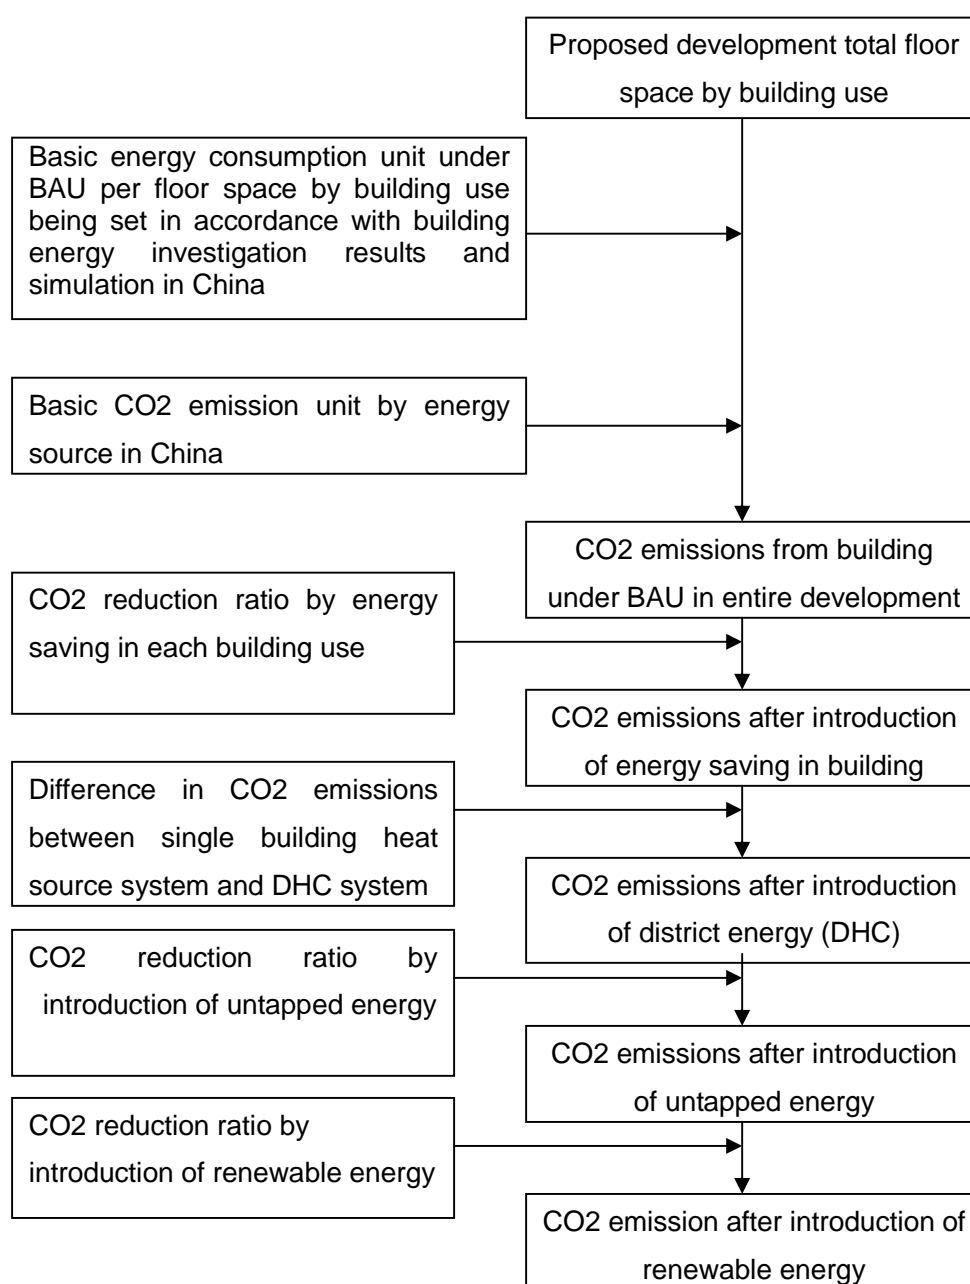 Proposed development total floor
space by building use
Basic energy consumption unit under
BAU per floor space by building use
being set in accordance with building
energy investigation results and
simulation in China
Basic CO2 emission unit by energy
source in China
CO2 emissions from building
under BAU in entire development
CO2 reduction ratio by energy
saving in each building use
CO2 emissions after introduction
of energy saving in building
Difference in CO2 emissions
between single building heat
source system and DHC system
CO2 emissions after introduction
of district energy (DHC)
CO2 reduction ratio by
introduction of untapped energy
CO2 emissions after introduction
of untapped energy
CO2 reduction ratio by
introduction of renewable energy
CO2 emission after introduction of
renewable energy